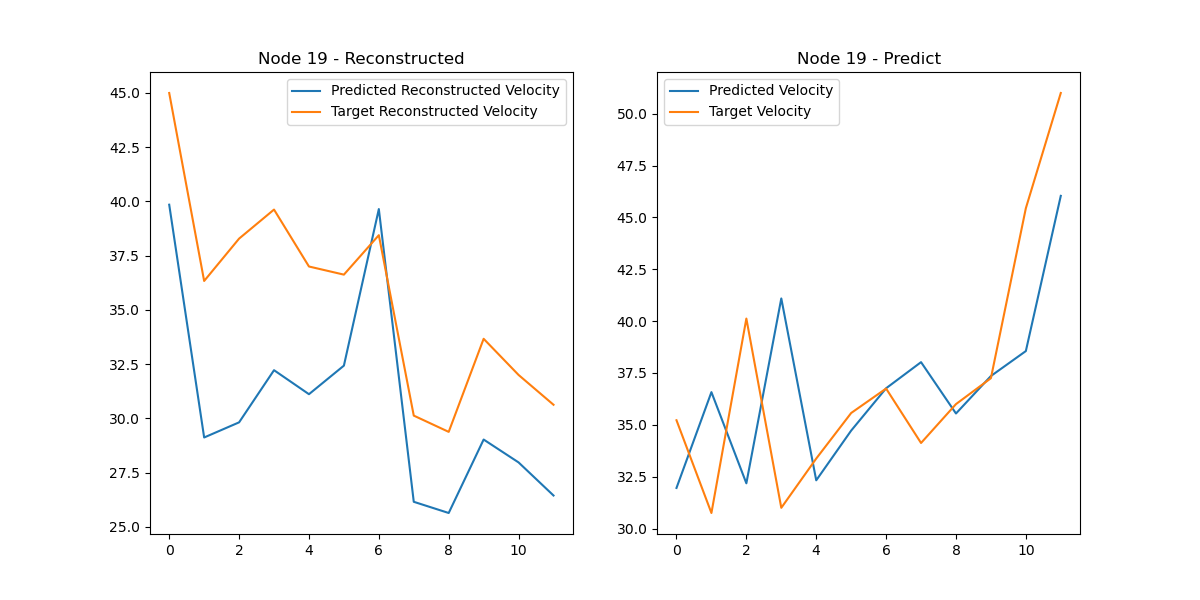 Node 19 - Reconstructed
Predicted Reconstructed Velocity
Target Reconstructed Velocity
45.0
42.5
40.0
37.5
35.0
32.5
30.0
27.5
25.0
0 2 4 6 8 10
Node 19 - Predict
Predicted Velocity
Target Velocity
50.0
47.5
45.0
42.5
40.0
37.5
35.0
32.5
30.0
0 2 4 6 8 10